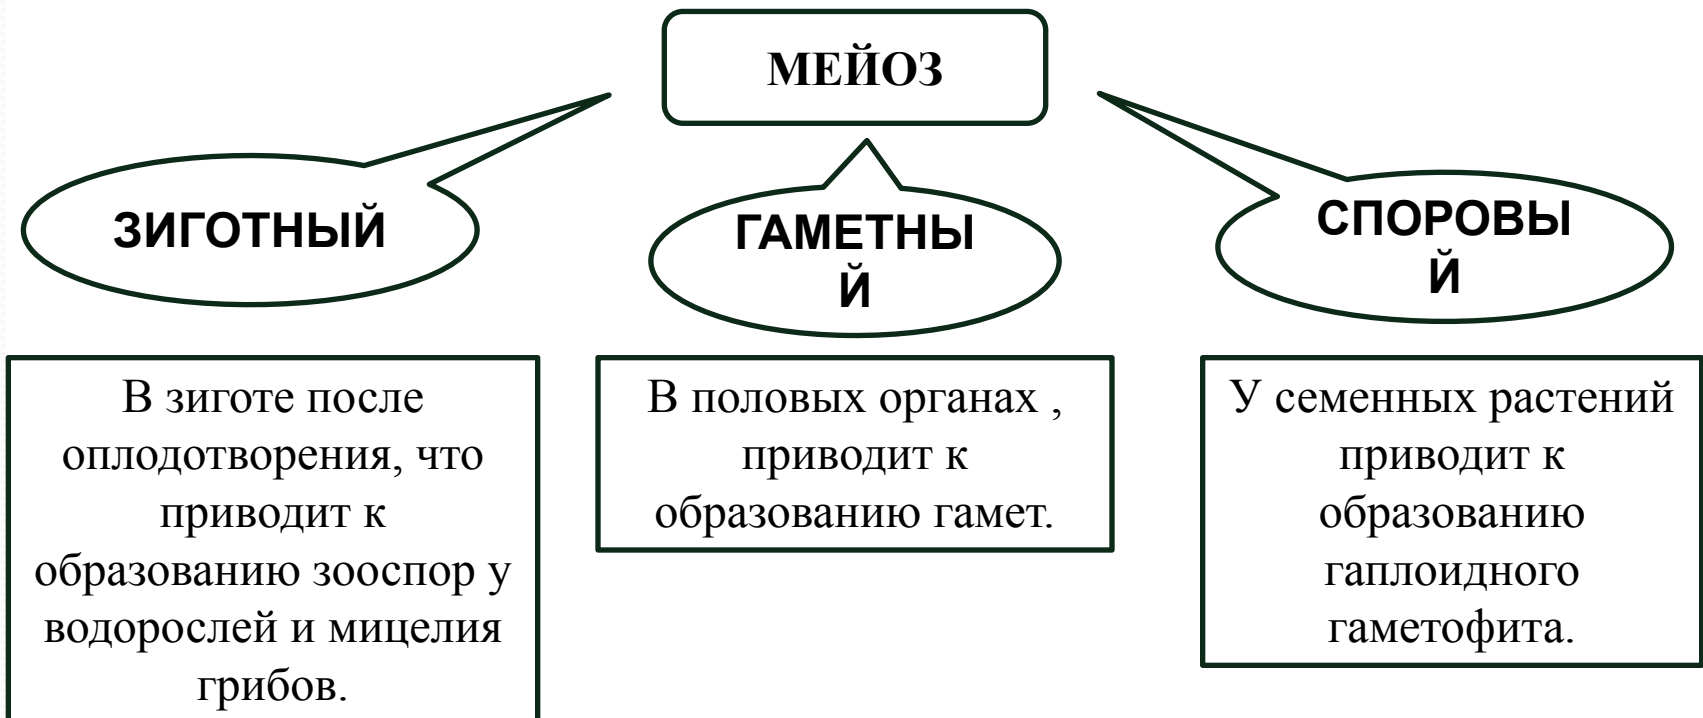 МЕЙОЗ
ЗИГОТНЫЙ
ГАМЕТНЫ
Й
СПОРОВЫ
Й
В зиготе после
оплодотворения, что
приводит к
образованию зооспор у
водорослей и мицелия
грибов.
В половых органах ,
приводит к
образованию гамет.
У семенных растений
приводит к
образованию
гаплоидного
гаметофита.